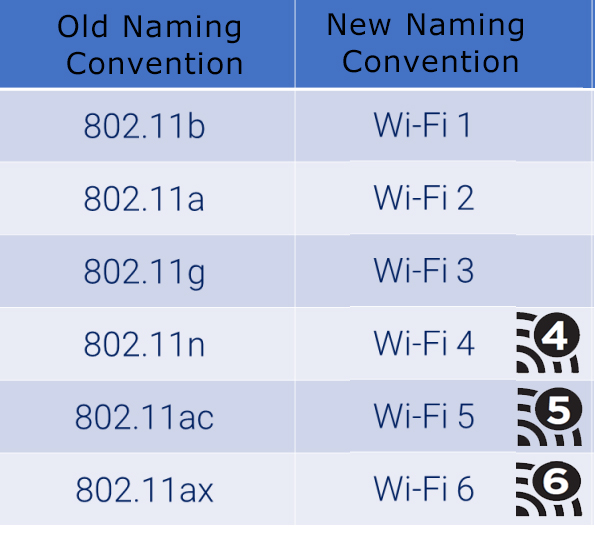 Old Naming Convention
New Naming Convention
802.11b Wi-Fi 1
802.11a Wi-Fi 2
802.11g Wi-Fi 3
802.11n Wi-Fi 4 4
802.11ac Wi-Fi 5 5
802.11ax Wi-Fi 6 6